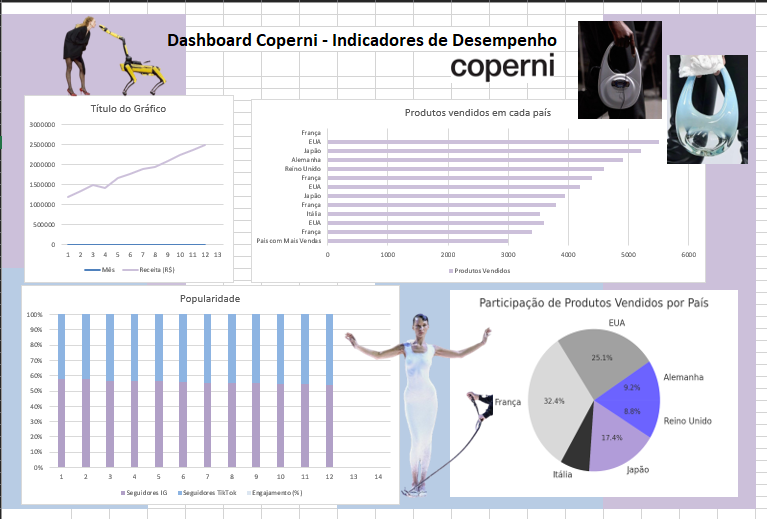 Dashboard Coperni - Indicadores de Desempenho
coperni
Título do Gráfico
3000000
2500000
2000000
1500000
1000000
500000
0
1 2 3 4 5 6 7 8 9 10 11 12 13
Mês Receita (R$)
Produtos vendidos em cada país
França
EUA
Japão
Alemanha
Reino Unido
França
EUA
Japão
França
Itália
EUA
França
País com Mais Vendas
0 1000 2000 3000 4000 5000 6000
Produtos Vendidos
Popularidade
100%
90%
80%
70%
60%
50%
40%
30%
20%
10%
0%
1 2 3 4 5 6 7 8 9 10 11 12 13 14
Seguidores IG Seguidores TikTok Engajamento (%)
Participação de Produtos Vendidos por País
EUA
25.1%
Alemanha
9.2%
8.8%
Reino Unido
17.4%
Japão
Itália
França
32.4%